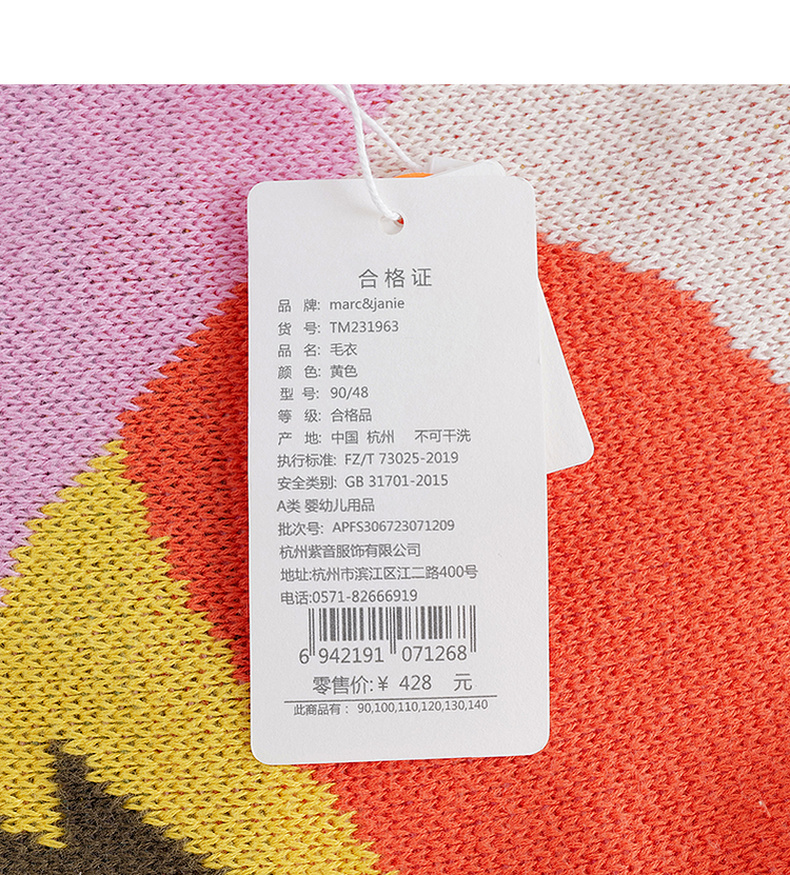 合格证
品 牌: marc&janie
货 号: TM231963
品 名: 毛衣
颜 色: 黄色
型 号: 90/48
等 级: 合格品
产 地: 中国 杭州 不可干洗
执行标准: FZ/T 73025-2019
安全类别: GB 31701-2015
A类 婴幼儿用品
批次号: APFS306723071209
杭州紫音服饰有限公司
地址:杭州市滨江区江二路400号
电话:0571-82666919
6 942191 071268
零售价:¥ 428 元
此商品有： 90,100,110,120,130,140